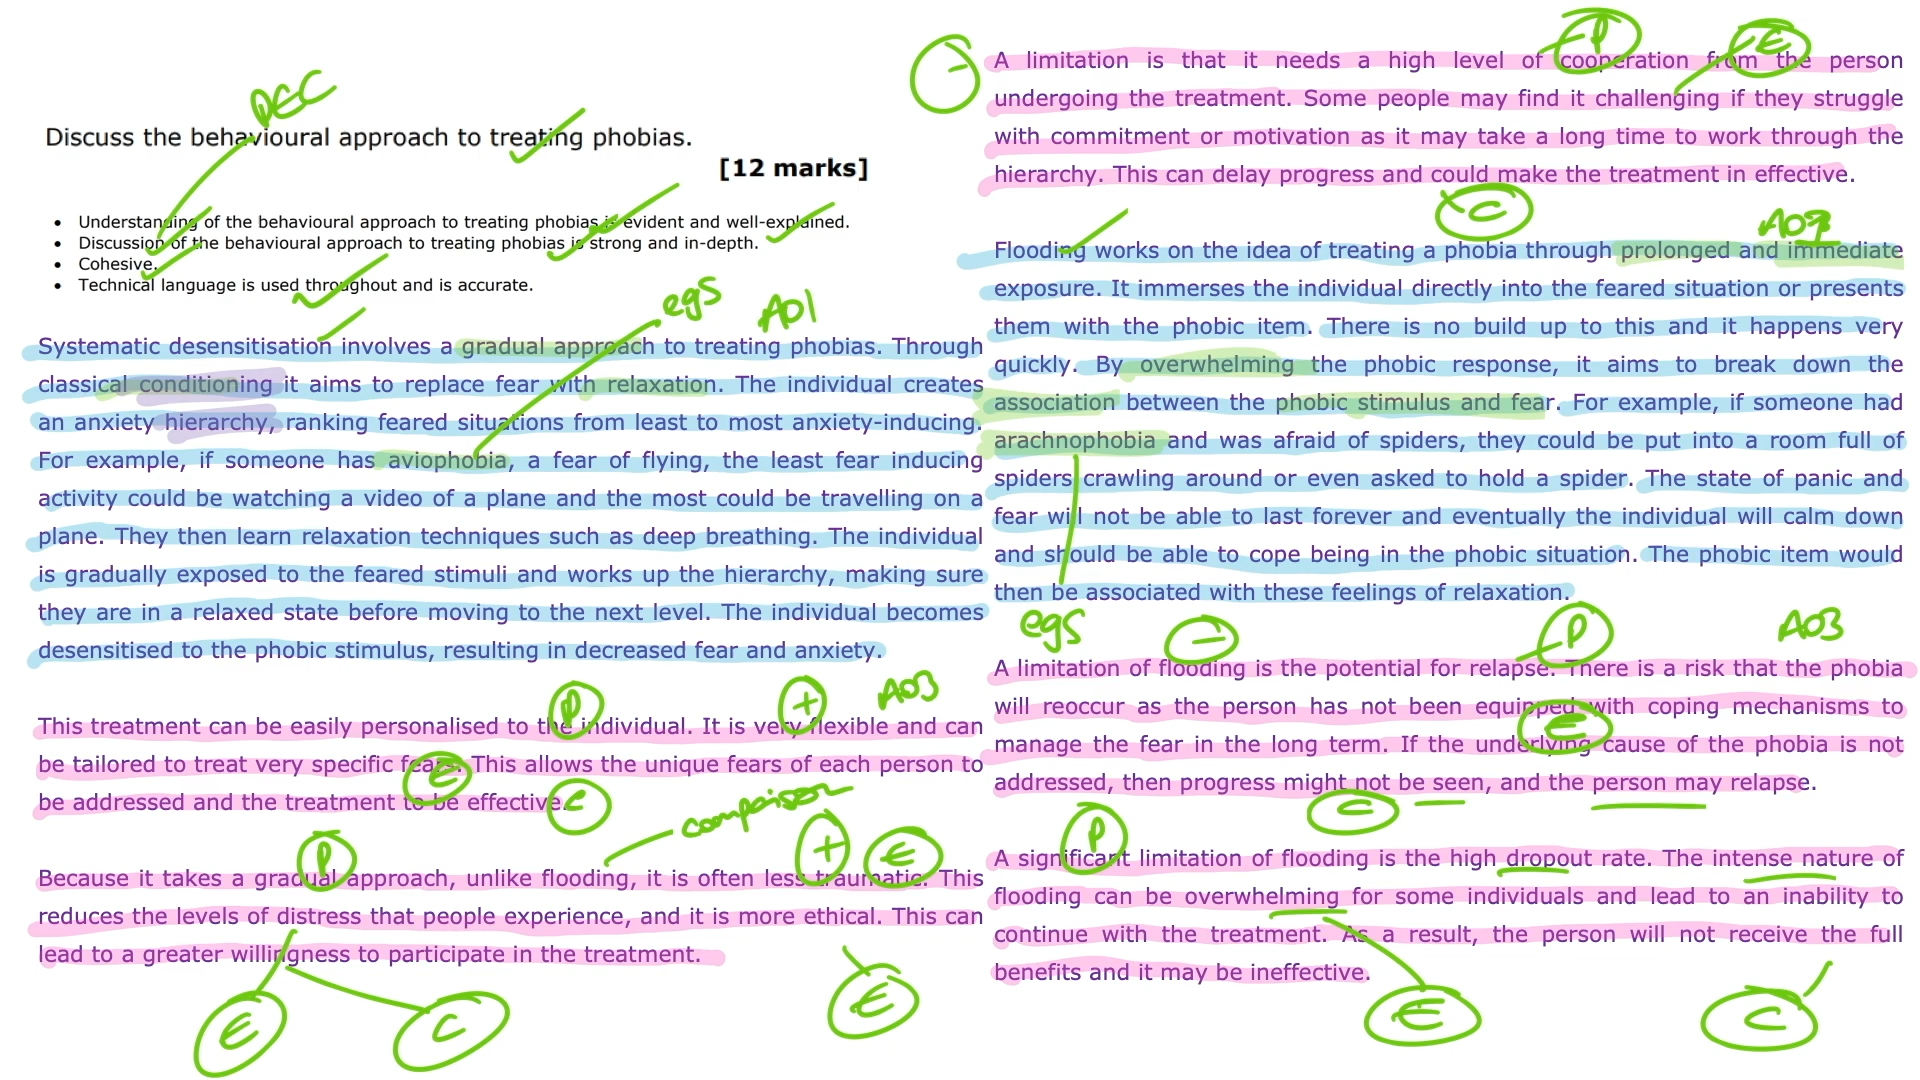 PEC
Discuss the behavioural approach to treating phobias.
[12 marks]
• Understanding of the behavioural approach to treating phobias is evident and well-explained.
• Discussion of the behavioural approach to treating phobias is strong and in-depth.
• Cohesive.
• Technical language is used throughout and is accurate.
egs
AO1
Systematic desensitisation involves a gradual approach to treating phobias. Through
classical conditioning it aims to replace fear with relaxation. The individual creates
an anxiety hierarchy, ranking feared situations from least to most anxiety-inducing.
For example, if someone has aviophobia, a fear of flying, the least fear inducing
activity could be watching a video of a plane and the most could be travelling on a
plane. They then learn relaxation techniques such as deep breathing. The individual
is gradually exposed to the feared stimuli and works up the hierarchy, making sure
they are in a relaxed state before moving to the next level. The individual becomes
desensitised to the phobic stimulus, resulting in decreased fear and anxiety.
P + AO3
This treatment can be easily personalised to the individual. It is very flexible and can
be tailored to treat very specific fears. This allows the unique fears of each person to
E
be addressed and the treatment to be effective.
C
comparison
P + E
Because it takes a gradual approach, unlike flooding, it is often less traumatic. This
reduces the levels of distress that people experience, and it is more ethical. This can
lead to a greater willingness to participate in the treatment.
E C E
- P E
A limitation is that it needs a high level of cooperation from the person
undergoing the treatment. Some people may find it challenging if they struggle
with commitment or motivation as it may take a long time to work through the
hierarchy. This can delay progress and could make the treatment in effective.
C
Flooding works on the idea of treating a phobia through prolonged and immediate
exposure. It immerses the individual directly into the feared situation or presents
them with the phobic item. There is no build up to this and it happens very
quickly. By overwhelming the phobic response, it aims to break down the
association between the phobic stimulus and fear. For example, if someone had
arachnophobia and was afraid of spiders, they could be put into a room full of
spiders crawling around or even asked to hold a spider. The state of panic and
fear will not be able to last forever and eventually the individual will calm down
and should be able to cope being in the phobic situation. The phobic item would
then be associated with these feelings of relaxation.
egs - P AO3
A limitation of flooding is the potential for relapse. There is a risk that the phobia
will reoccur as the person has not been equipped with coping mechanisms to
E
manage the fear in the long term. If the underlying cause of the phobia is not
addressed, then progress might not be seen, and the person may relapse.
C
P
A significant limitation of flooding is the high dropout rate. The intense nature of
flooding can be overwhelming for some individuals and lead to an inability to
continue with the treatment. As a result, the person will not receive the full
benefits and it may be ineffective.
E C